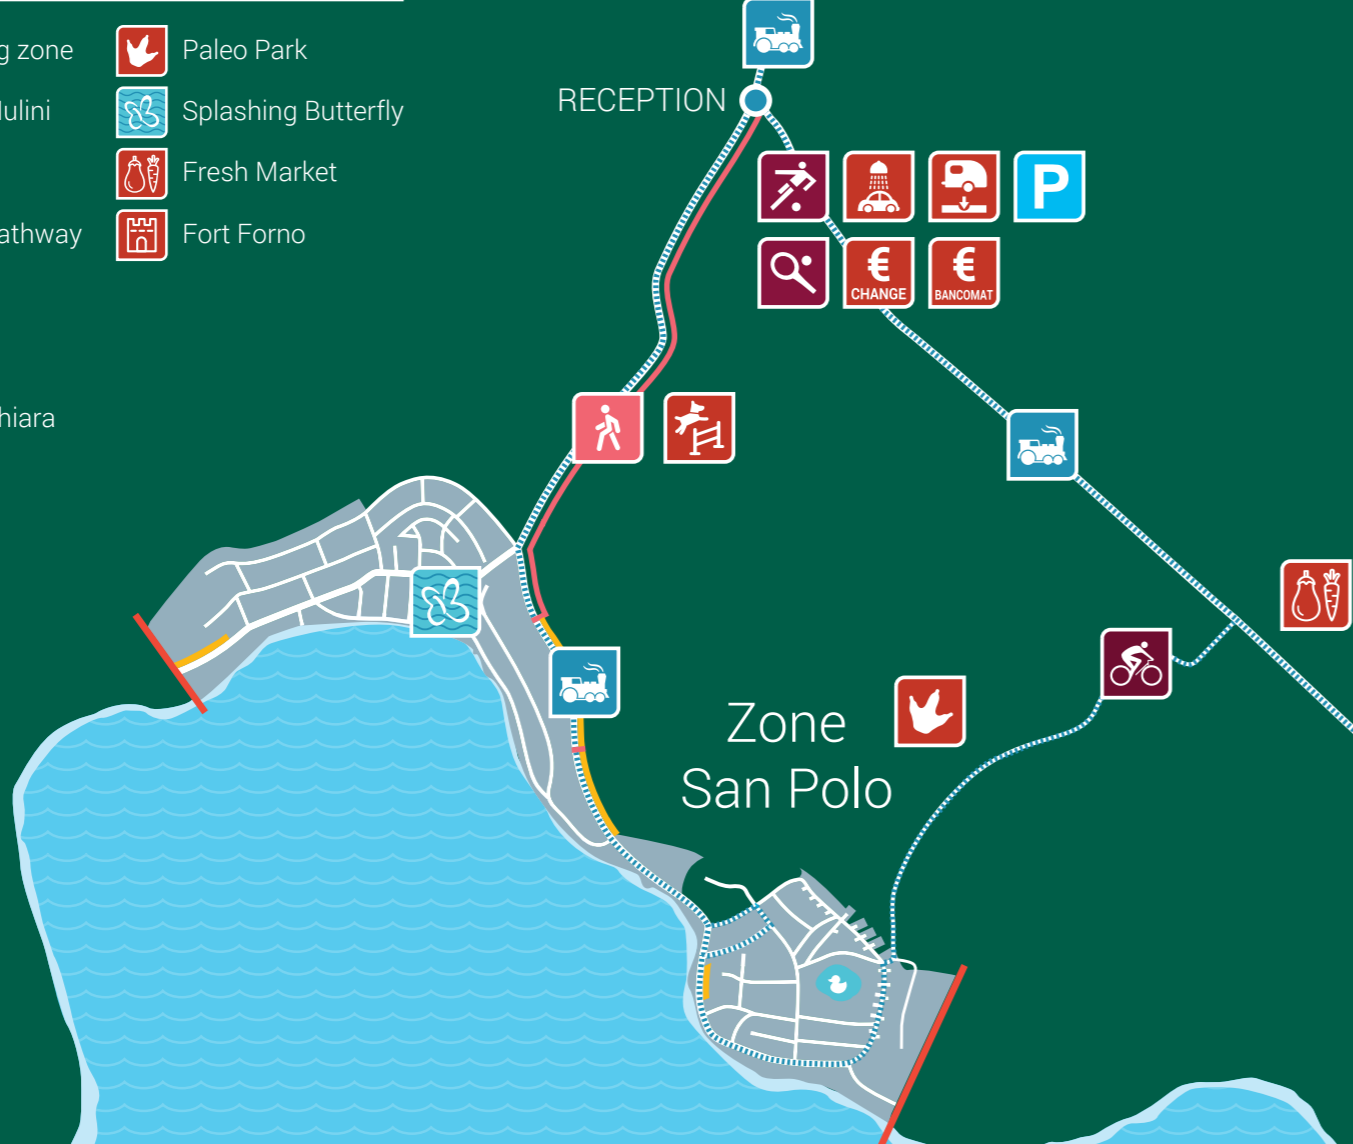 g zone
Paleo Park
lulini
Splashing Butterfly
Fresh Market
athway
Fort Forno
hiara
RECEPTION
P
€
CHANGE
€
BANCOMAT
Zone
San Polo